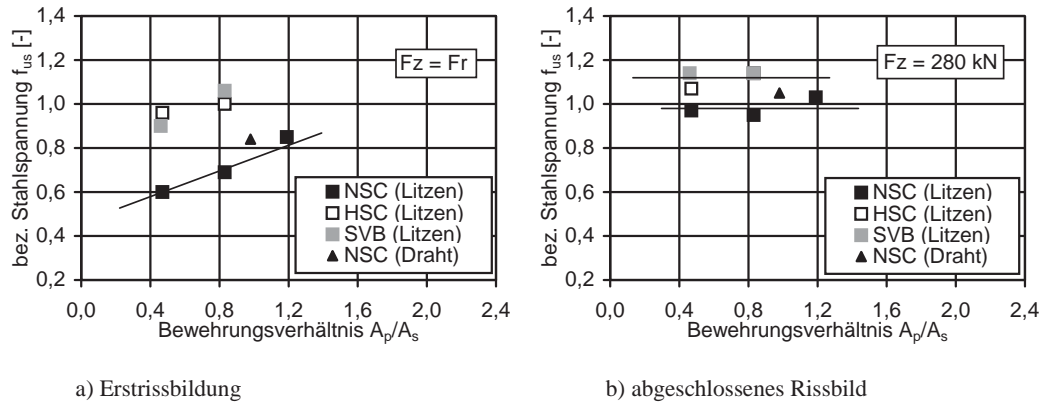 1,4
1,2
1,0
0,8
0,6
0,4
0,2
bez. Stahlspannung f_us [-]
Fz = Fr
NSC (Litzen)
HSC (Litzen)
SVB (Litzen)
NSC (Draht)
0,0 0,4 0,8 1,2 1,6 2,0 2,4
Bewehrungsverhältnis A_p/A_s
a) Erstrissbildung
1,4
1,2
1,0
0,8
0,6
0,4
0,2
bez. Stahlspannung f_us [-]
Fz = 280 kN
NSC (Litzen)
HSC (Litzen)
SVB (Litzen)
NSC (Draht)
0,0 0,4 0,8 1,2 1,6 2,0 2,4
Bewehrungsverhältnis A_p/A_s
b) abgeschlossenes Rissbild